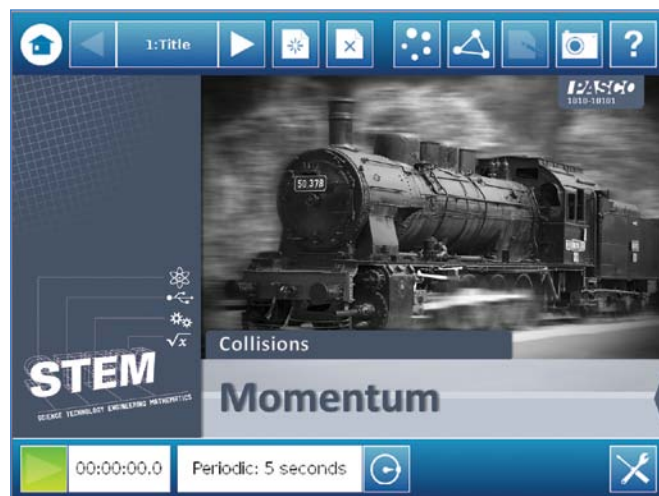 1:Title
?
PASCO
1010-10101
50.378
√x
Collisions
STEM
SCIENCE TECHNOLOGY ENGINEERING MATHEMATICS
Momentum
00:00:00.0
Periodic: 5 seconds